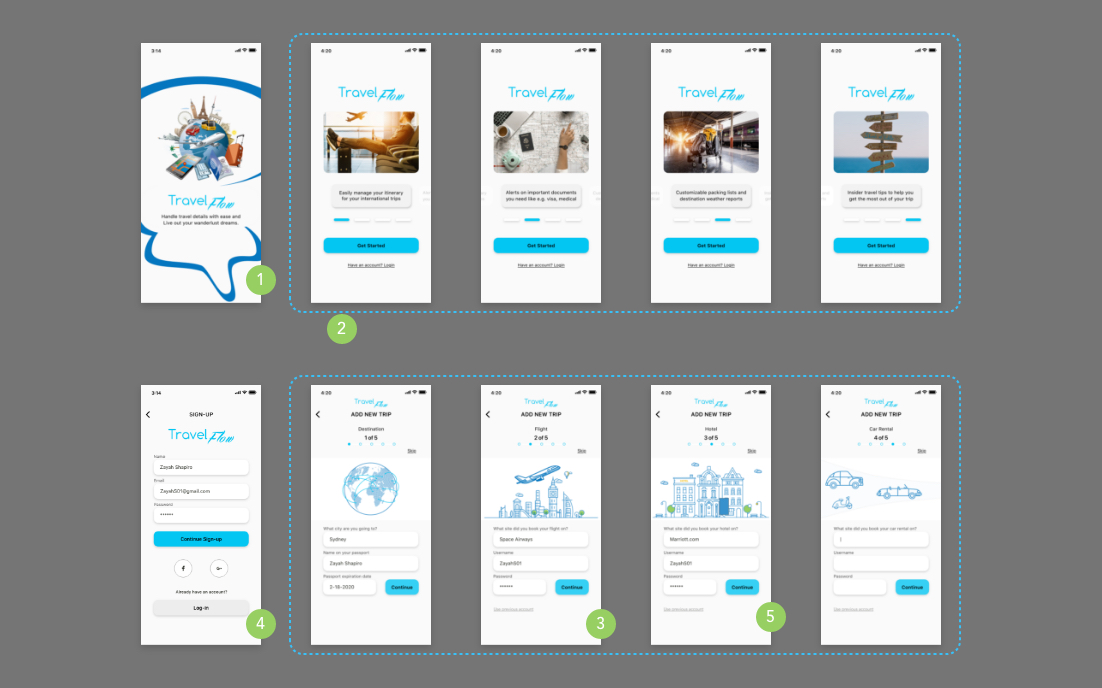 3:14
Travel Flow
Handle travel details with ease and
Live out your wanderlust dreams.
1
4:20
Travel Flow
Easily manage your itinerary
for your international trips
Get Started
Have an account? Login
4:20
Travel Flow
Alerts on important documents
you need like e.g. visa, medical
Get Started
Have an account? Login
4:20
Travel Flow
Customizable packing lists and
destination weather reports
Get Started
Have an account? Login
4:20
Travel Flow
Insider travel tips to help you
get the most out of your trip
Get Started
Have an account? Login
2
3:14
SIGN-UP
Travel Flow
Name
Zayah Shapiro
Email
Zayah501@gmail.com
Password
••••••
Continue Sign-up
f
G+
Already have an account?
Log-in
4
4:20
Travel Flow
ADD NEW TRIP
Destination
1 of 5
Skip
What city are you going to?
Sydney
Name on your passport
Zayah Shapiro
Passport expiration date
2-16-2020
Continue
4:20
Travel Flow
ADD NEW TRIP
Flight
2 of 5
Skip
What site did you book your flight on?
Space Airways
Username
Zayah501
Password
••••••
Continue
Use previous account
3
4:20
Travel Flow
ADD NEW TRIP
Hotel
3 of 5
Skip
What site did you book your hotel on?
Marriott.com
Username
Zayah501
Password
••••••
Continue
Use previous account
5
4:20
Travel Flow
ADD NEW TRIP
Car Rental
4 of 5
Skip
What site did you book your car rental on?
Username
Password
Continue
Use previous account